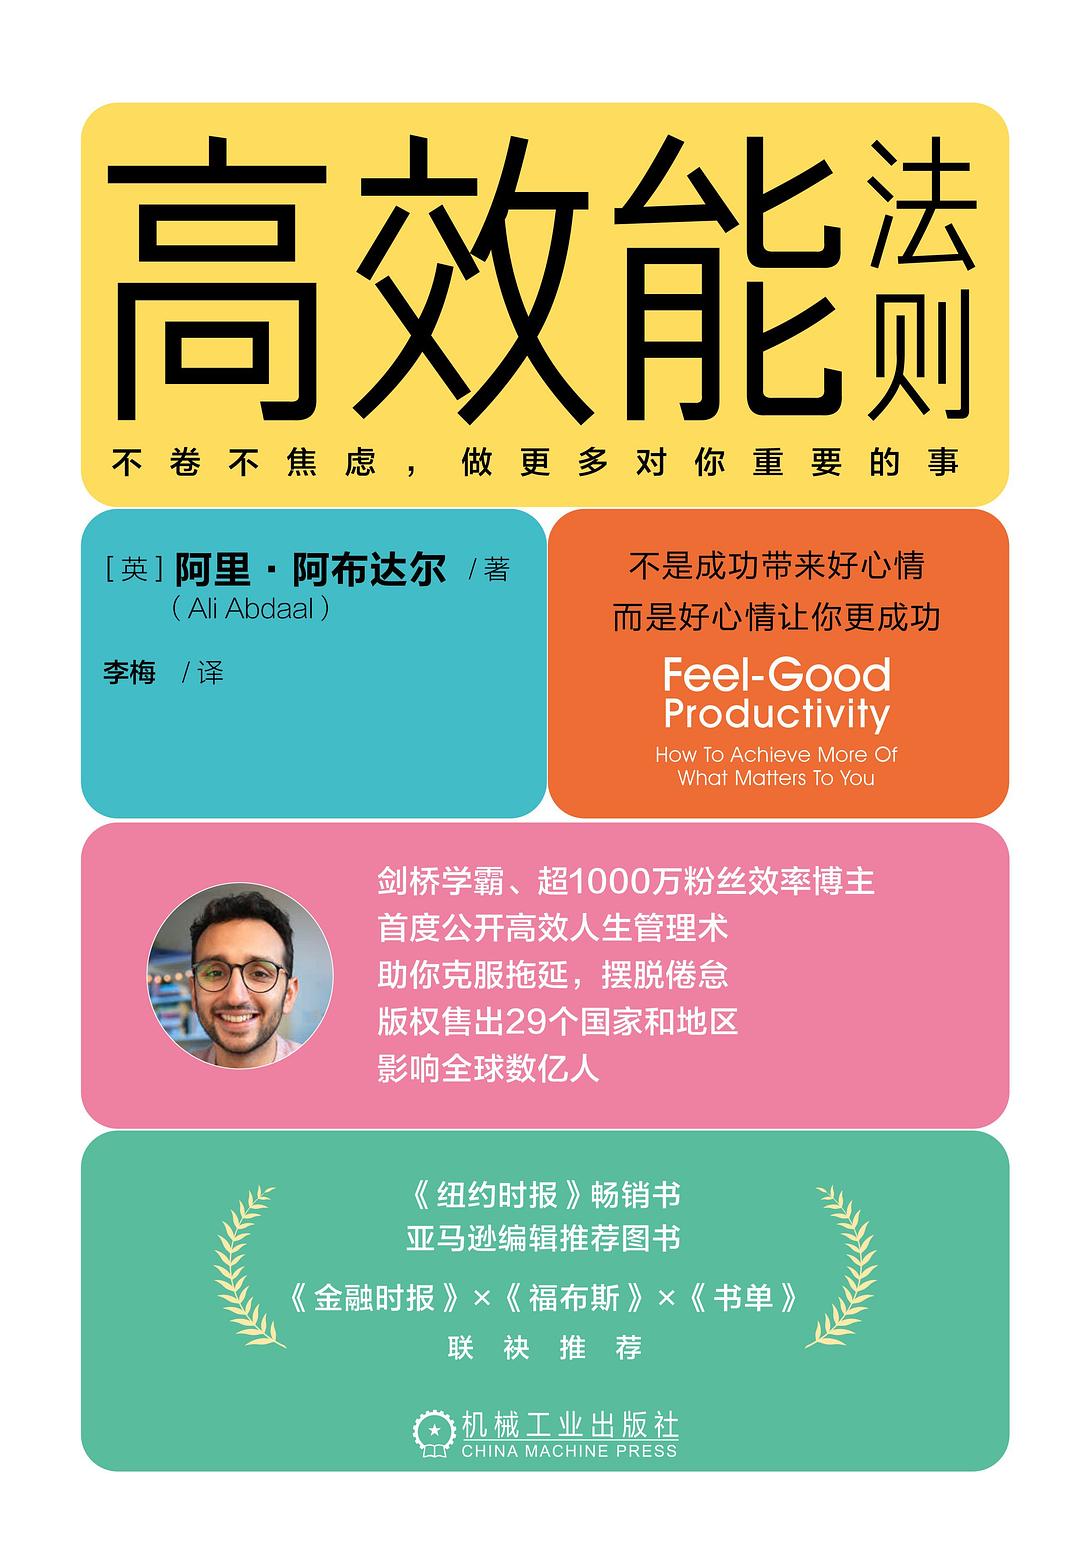 高效能法则
不卷不焦虑，做更多对你重要的事
［英］阿里·阿布达尔 /著
（Ali Abdaal）
李梅 /译
不是成功带来好心情
而是好心情让你更成功
Feel-Good
Productivity
How To Achieve More Of
What Matters To You
剑桥学霸、超1000万粉丝效率博主
首度公开高效人生管理术
助你克服拖延，摆脱倦怠
版权售出29个国家和地区
影响全球数亿人
《纽约时报》畅销书
亚马逊编辑推荐图书
《金融时报》×《福布斯》×《书单》
联袂推荐
机械工业出版社
CHINA MACHINE PRESS